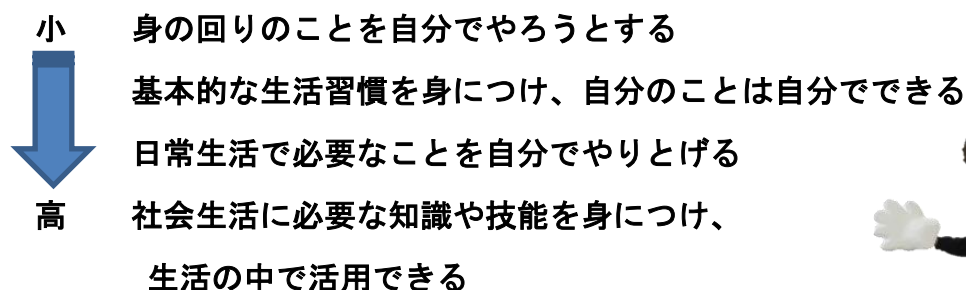 小 身の回りのことを自分でやろうとする
基本的な生活習慣を身につけ、自分のことは自分でできる
日常生活で必要なことを自分でやりとげる
高 社会生活に必要な知識や技能を身につけ、
生活の中で活用できる